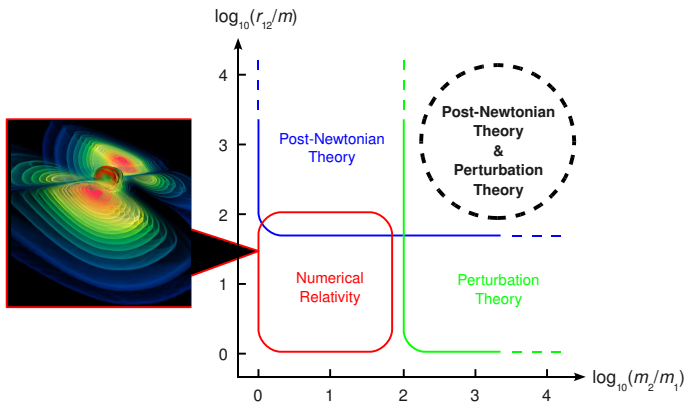 log₁₀(r₁₂/m)
4
3
2
1
0
Post-Newtonian
Theory
Post-Newtonian
Theory
&
Perturbation
Theory
Numerical
Relativity
Perturbation
Theory
0
1
2
3
4
log₁₀(m₂/m₁)